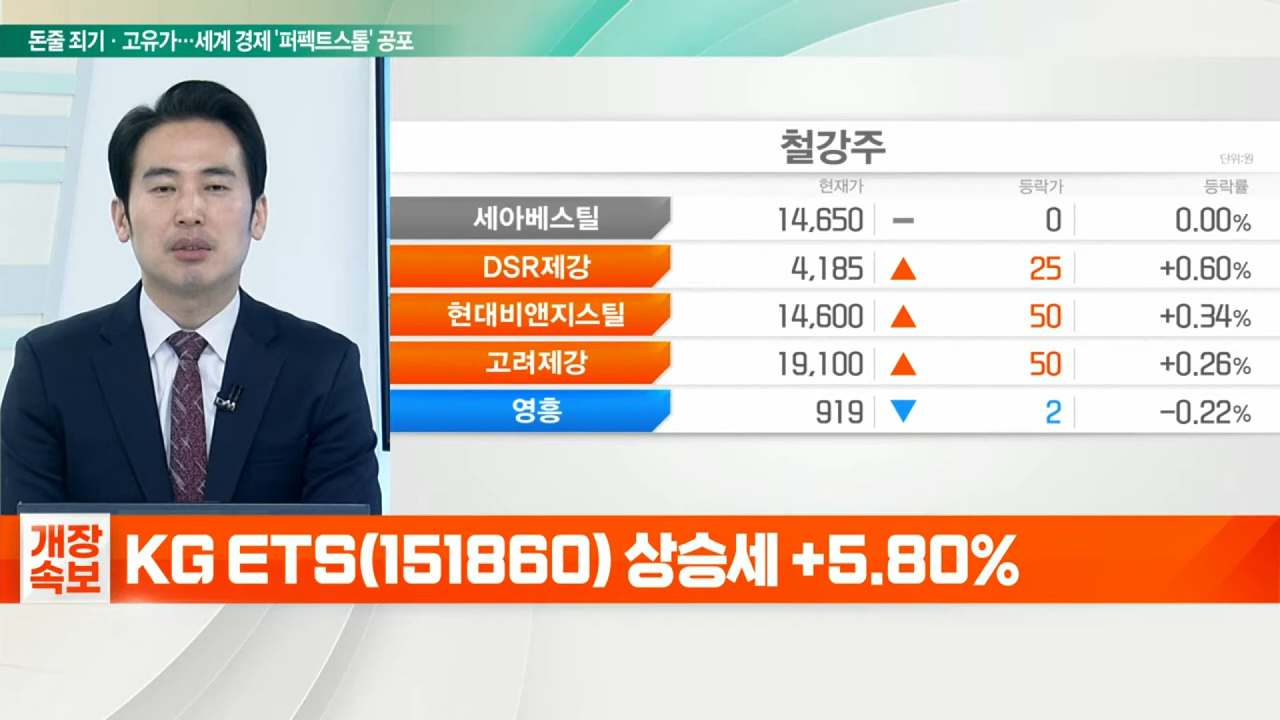 돈줄 죄기·고유가…세계 경제 '퍼펙트스톰' 공포
철강주
단위:원
현재가 등락가 등락률
세아베스틸 14,650 – 0 0.00%
DSR제강 4,185 ▲ 25 +0.60%
현대비앤지스틸 14,600 ▲ 50 +0.34%
고려제강 19,100 ▲ 50 +0.26%
영흥 919 ▼ 2 -0.22%
개장
속보
KG ETS(151860) 상승세 +5.80%